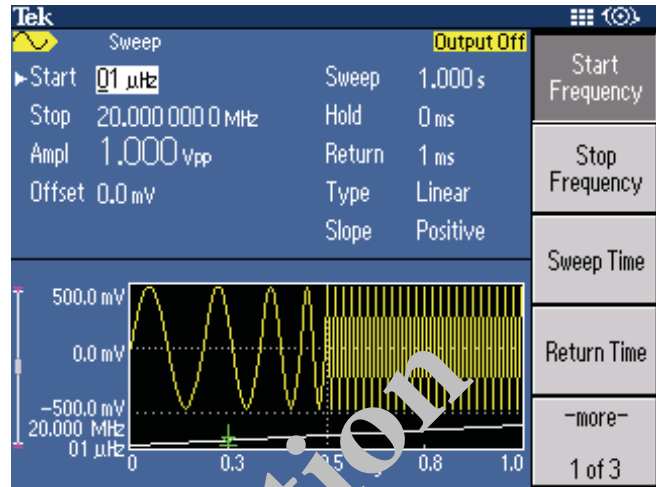 Tek
Sweep
Output Off
Start 01 µHz
Stop 20.000 000 0 MHz
Ampl 1.000 Vpp
Offset 0.0 mV
Sweep 1.000 s
Hold 0 ms
Return 1 ms
Type Linear
Slope Positive
500.0 mV
0.0 mV
-500.0 mV
20.000 MHz
01 µHz
0 0.3 0.5 0.8 1.0
Start
Frequency
Stop
Frequency
Sweep Time
Return Time
-more-
1 of 3